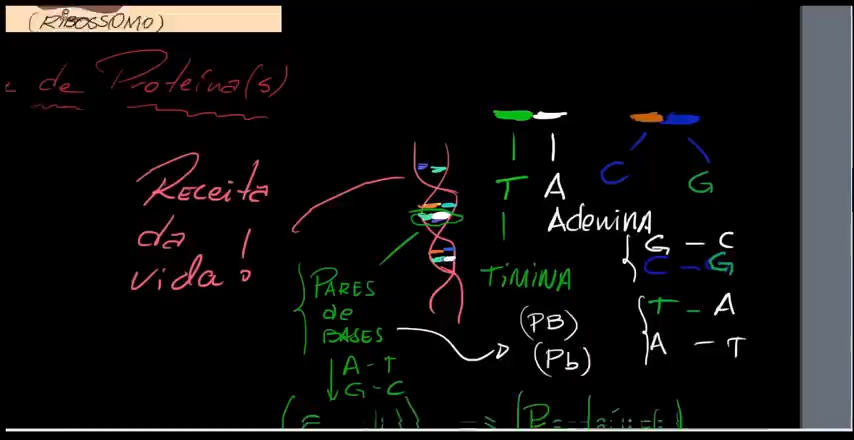 (RIBOSSOMO)
de Proteína(s)
Receita
da
vida!
T A
Adenina
Timina
C G
G - C
C - G
T - A
A - T
Pares
de
Bases
(PB)
(Pb)
A - T
G - C